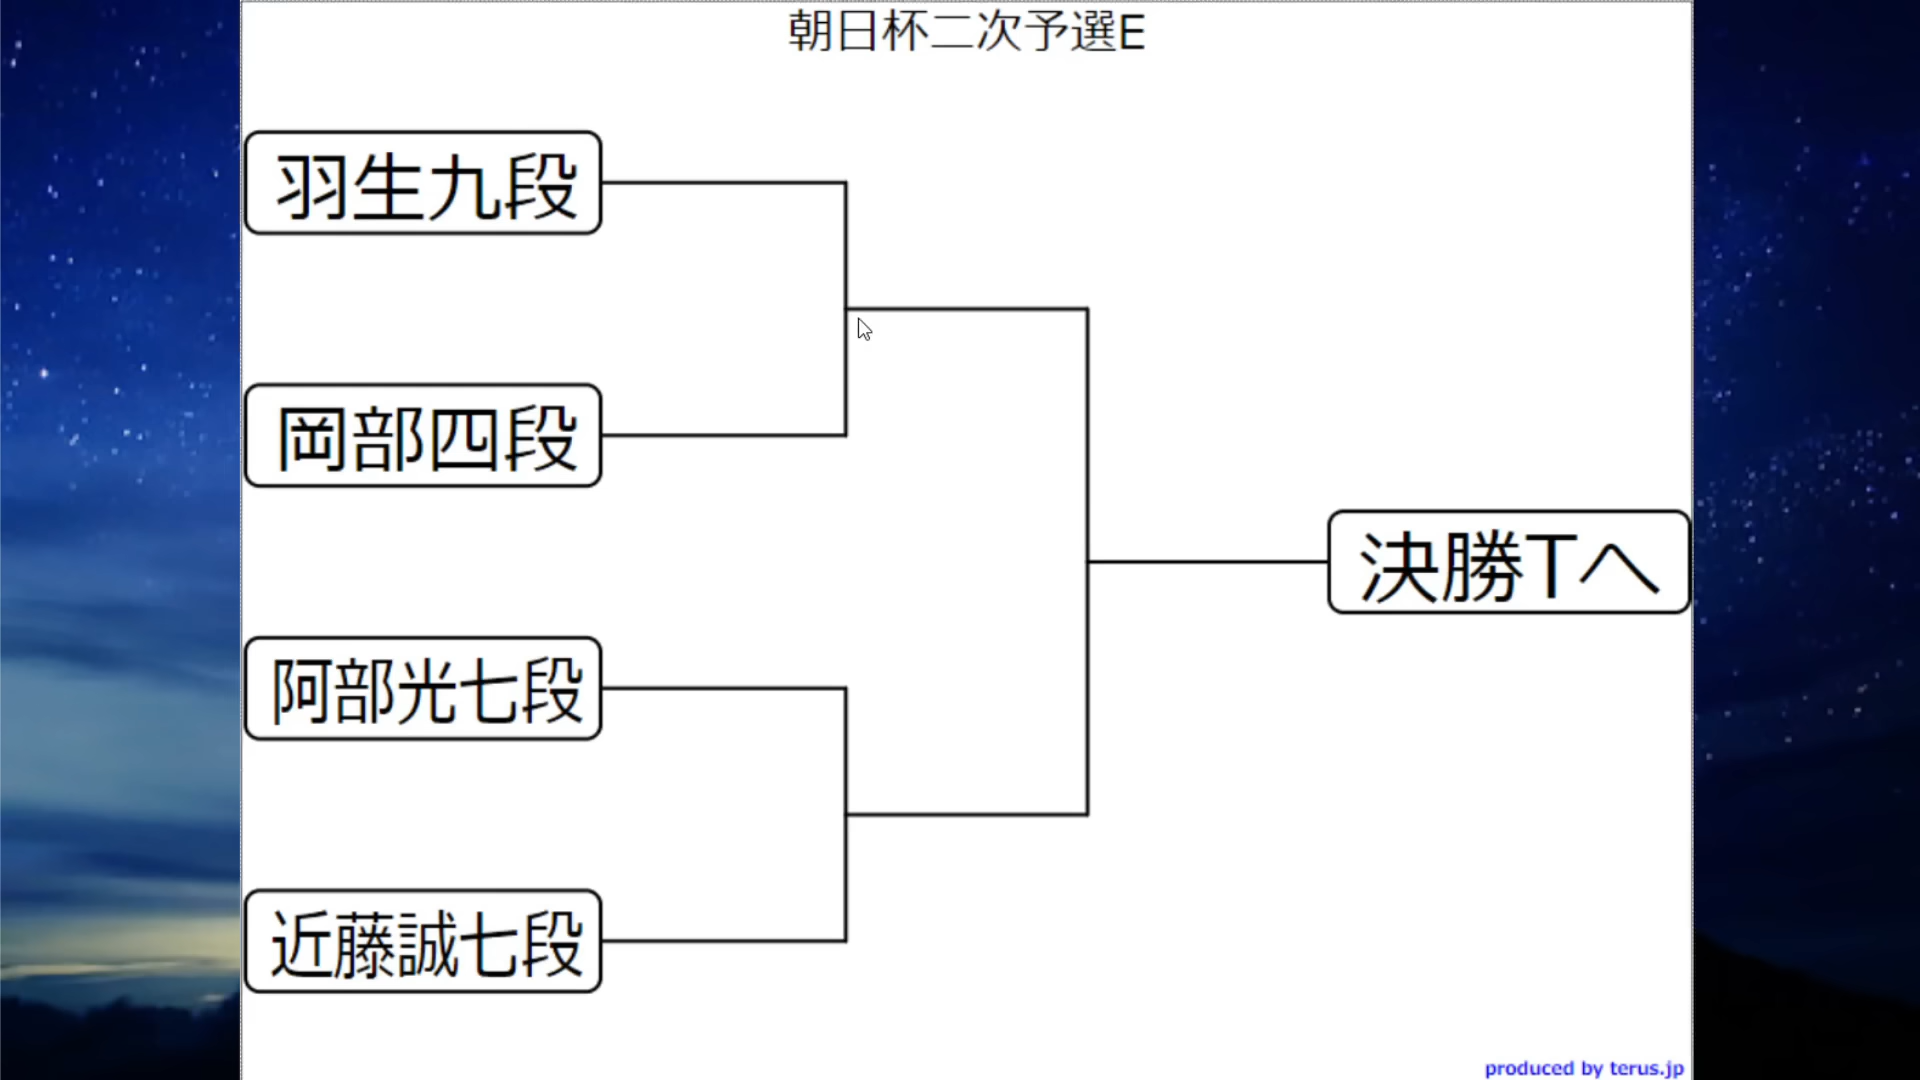 朝日杯二次予選E
羽生九段
岡部四段
決勝Tへ
阿部光七段
近藤誠七段
produced by terus.jp